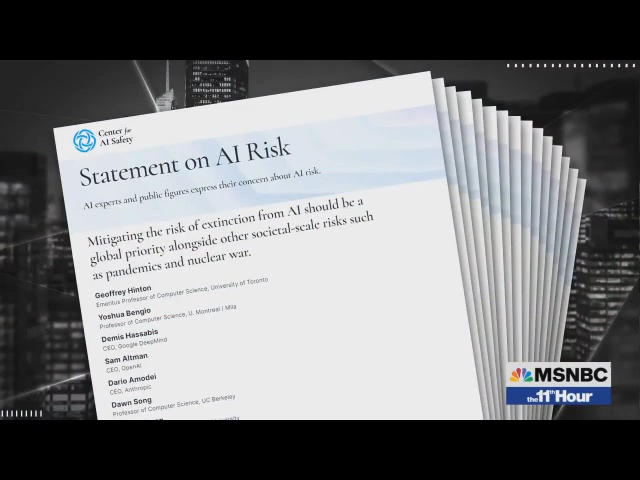 Center for
AI Safety
Statement on AI Risk
AI experts and public figures express their concern about AI risk.
Mitigating the risk of extinction from AI should be a
global priority alongside other societal-scale risks such
as pandemics and nuclear war.
Geoffrey Hinton
Emeritus Professor of Computer Science, University of Toronto
Yoshua Bengio
Professor of Computer Science, U. Montreal / Mila
Demis Hassabis
CEO, Google DeepMind
Sam Altman
CEO, OpenAI
Dario Amodei
CEO, Anthropic
Dawn Song
Professor of Computer Science, UC Berkeley
MSNBC
the 11th Hour